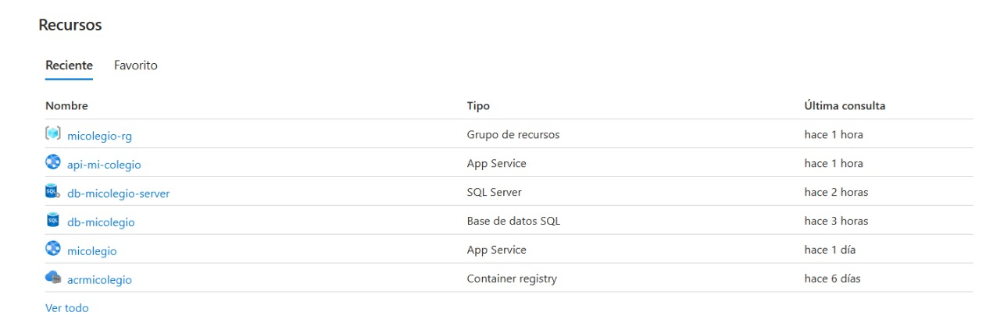 Recursos
Reciente Favorito
Nombre Tipo Última consulta
micolegio-rg Grupo de recursos hace 1 hora
api-mi-colegio App Service hace 1 hora
SQL db-micolegio-server SQL Server hace 2 horas
SQL db-micolegio Base de datos SQL hace 3 horas
micolegio App Service hace 1 día
acrmicolegio Container registry hace 6 días
Ver todo